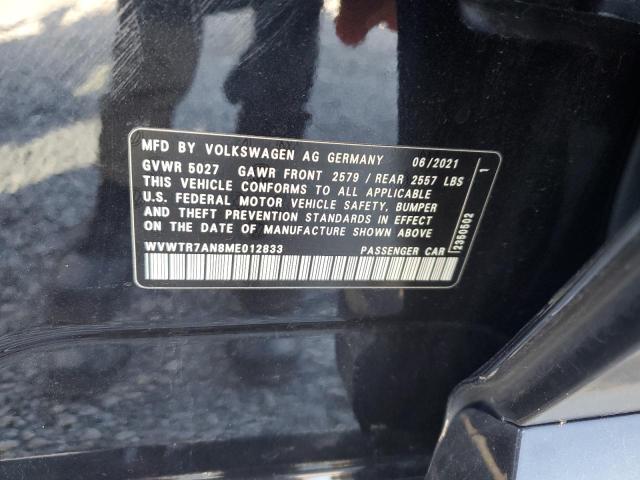 MFD BY VOLKSWAGEN AG GERMANY 06/2021
GVWR 5027 GAWR FRONT 2579 / REAR 2557 LBS
THIS VEHICLE CONFORMS TO ALL APPLICABLE
U.S. FEDERAL MOTOR VEHICLE SAFETY, BUMPER
AND THEFT PREVENTION STANDARDS IN EFFECT
ON THE DATE OF MANUFACTURE SHOWN ABOVE
WVWTR7AN8ME012833 PASSENGER CAR
2350502 1